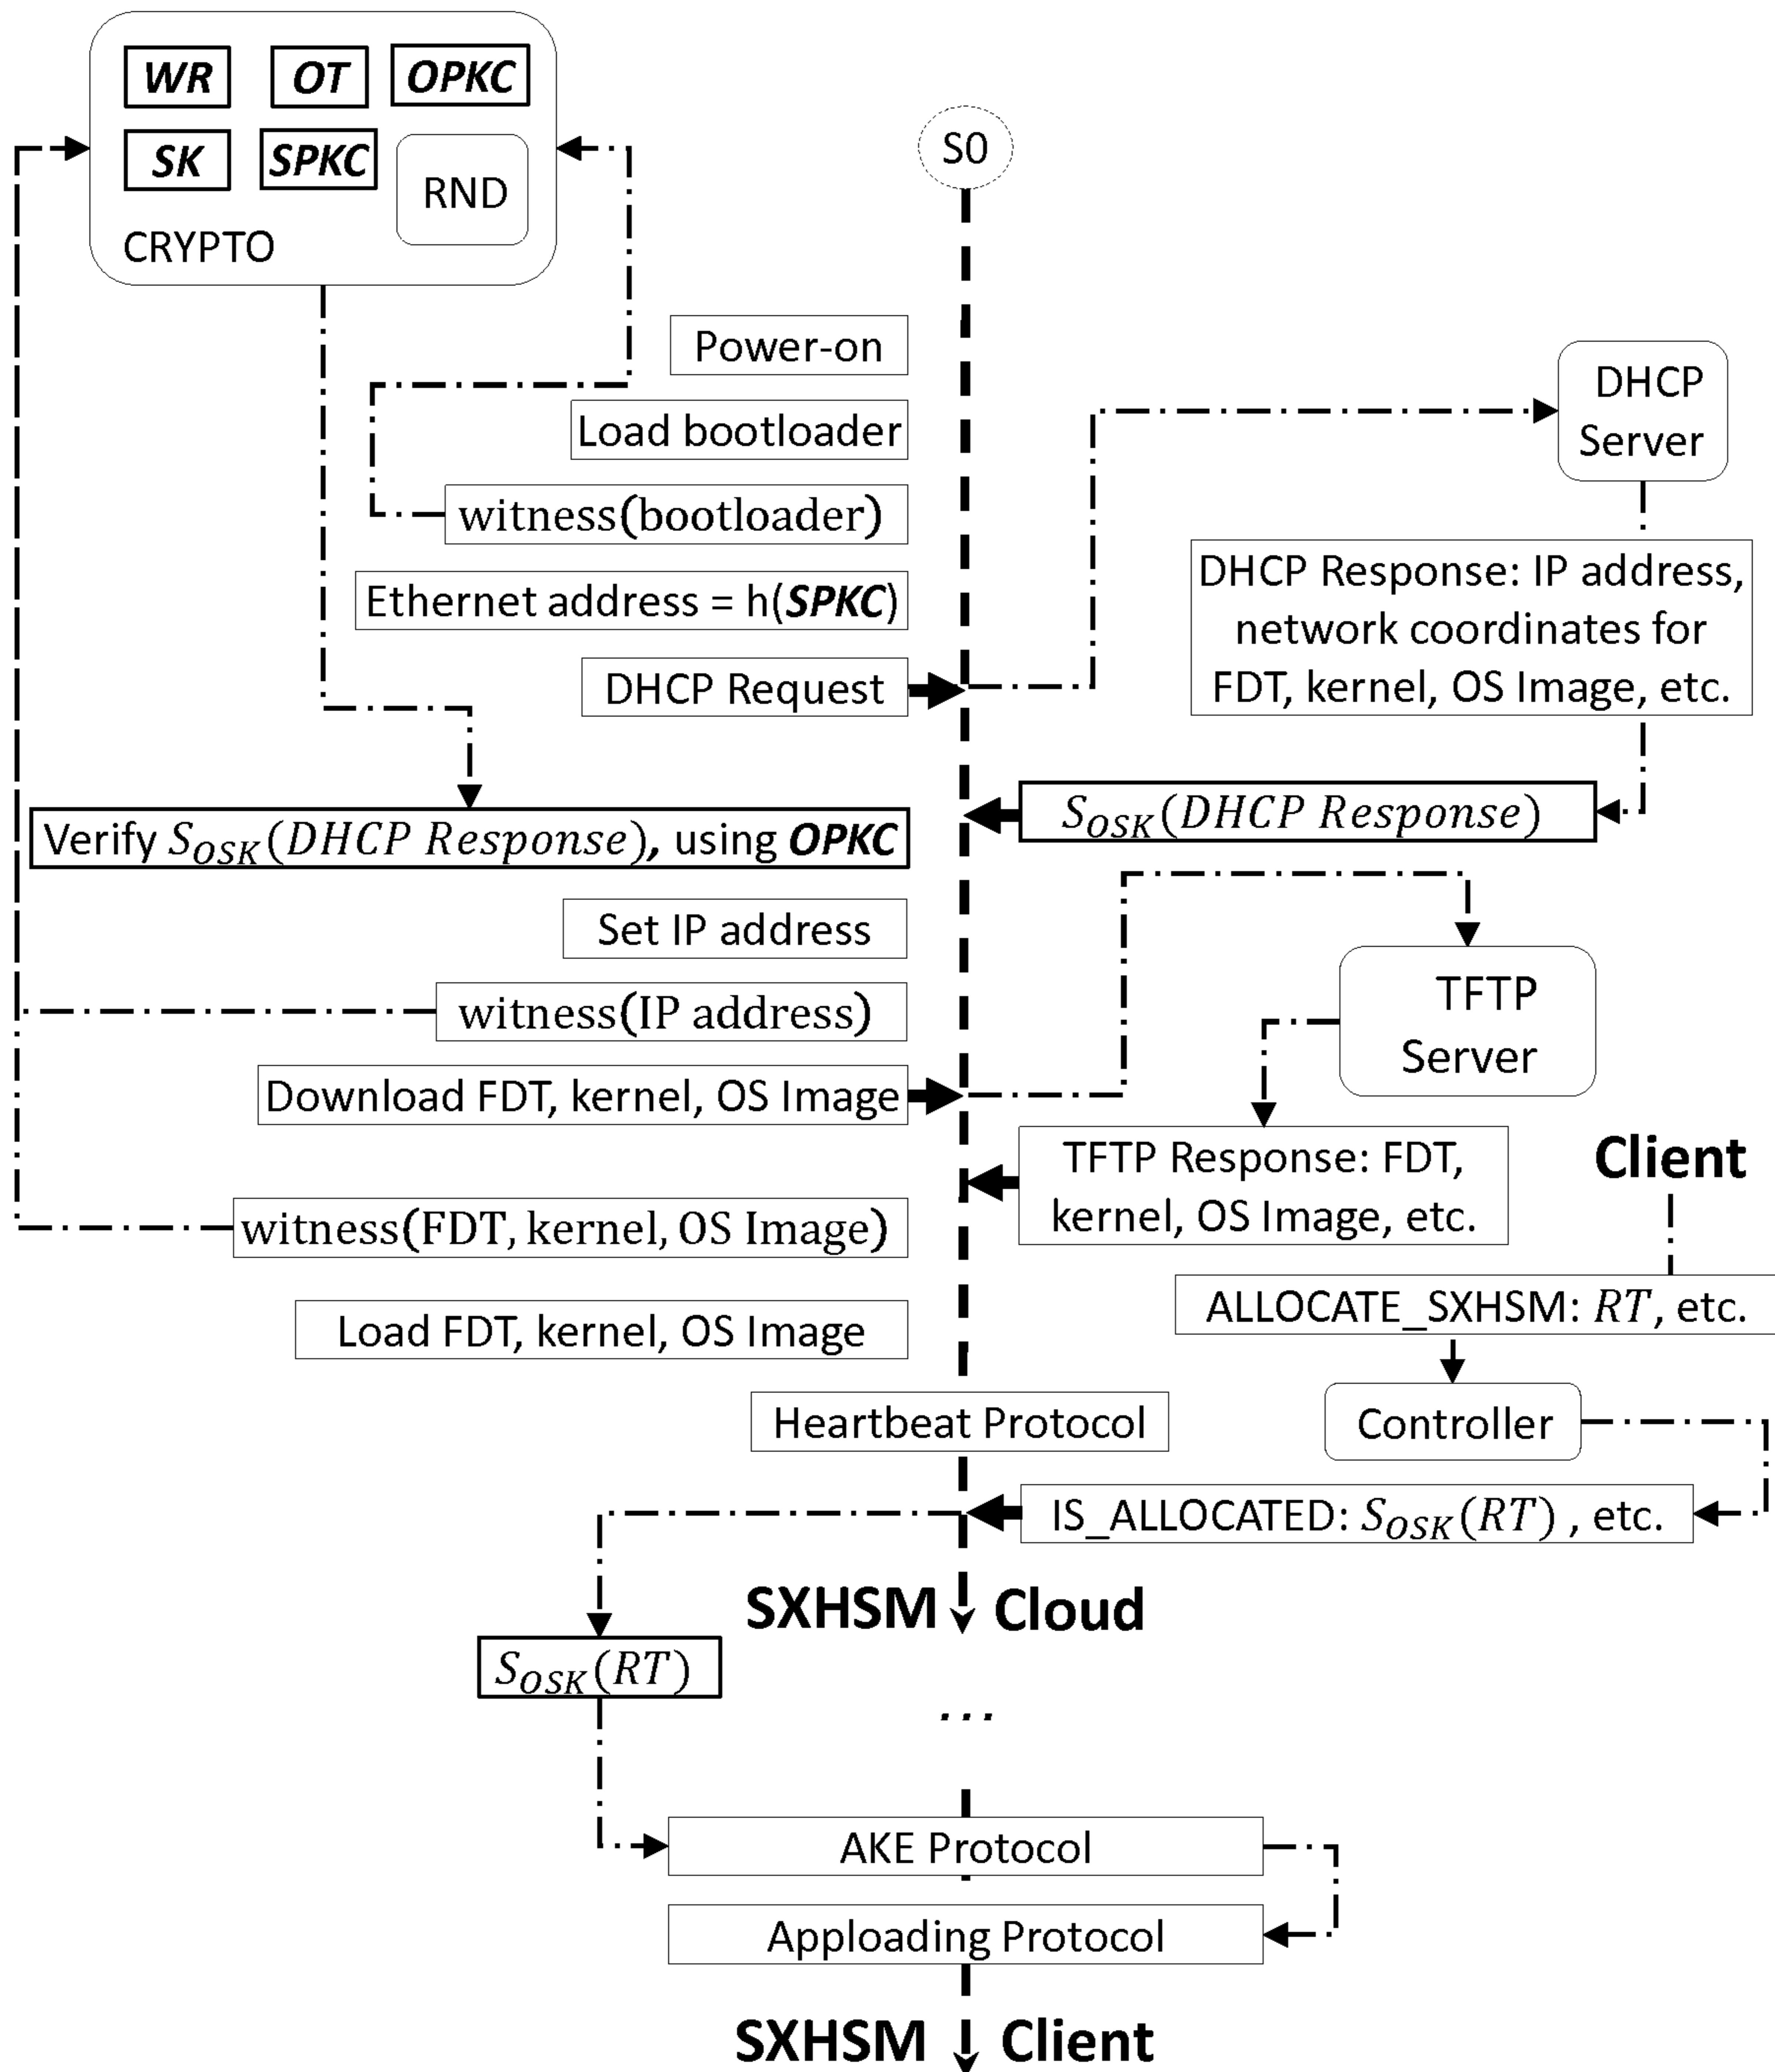 WR
OT
OPKC
SK
SPKC
RND
CRYPTO
S0
Power-on
Load bootloader
witness(bootloader)
Ethernet address = h(SPKC)
DHCP Request
DHCP
Server
DHCP Response: IP address,
network coordinates for
FDT, kernel, OS Image, etc.
S_OSK(DHCP Response)
Verify S_OSK(DHCP Response), using OPKC
Set IP address
witness(IP address)
Download FDT, kernel, OS Image
TFTP
Server
TFTP Response: FDT,
kernel, OS Image, etc.
witness(FDT, kernel, OS Image)
Load FDT, kernel, OS Image
Client
ALLOCATE_SXHSM: RT, etc.
Controller
Heartbeat Protocol
IS_ALLOCATED: S_OSK(RT) , etc.
SXHSM Cloud
S_OSK(RT)
...
AKE Protocol
Apploading Protocol
SXHSM Client